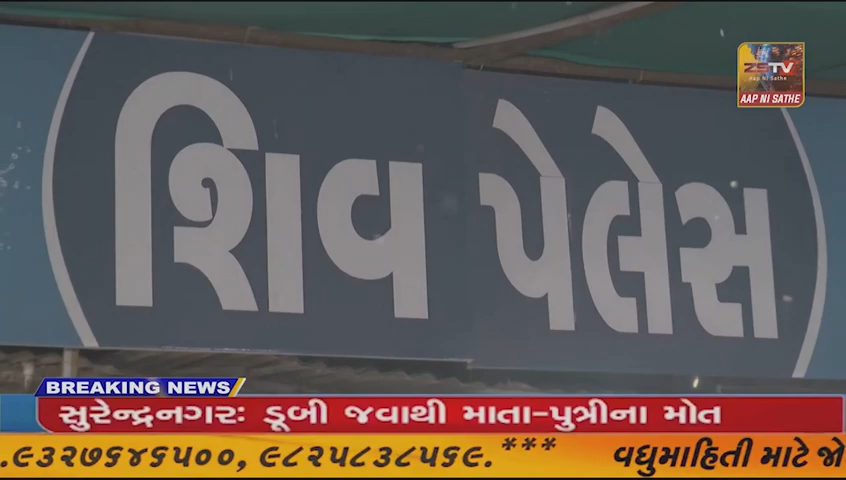 ZSTV
Aap Ni Sathe
AAP NI SATHE
શિવ પેલેસ
BREAKING NEWS
સુરેન્દ્રનગરઃ ડૂબી જવાથી માતા-પુત્રીના મોત
.૯૩૨૭૬૪૬૫૦૦, ૯૮૨૫૮૩૮૫૬૯.*** વધુમાહિતી માટે જો